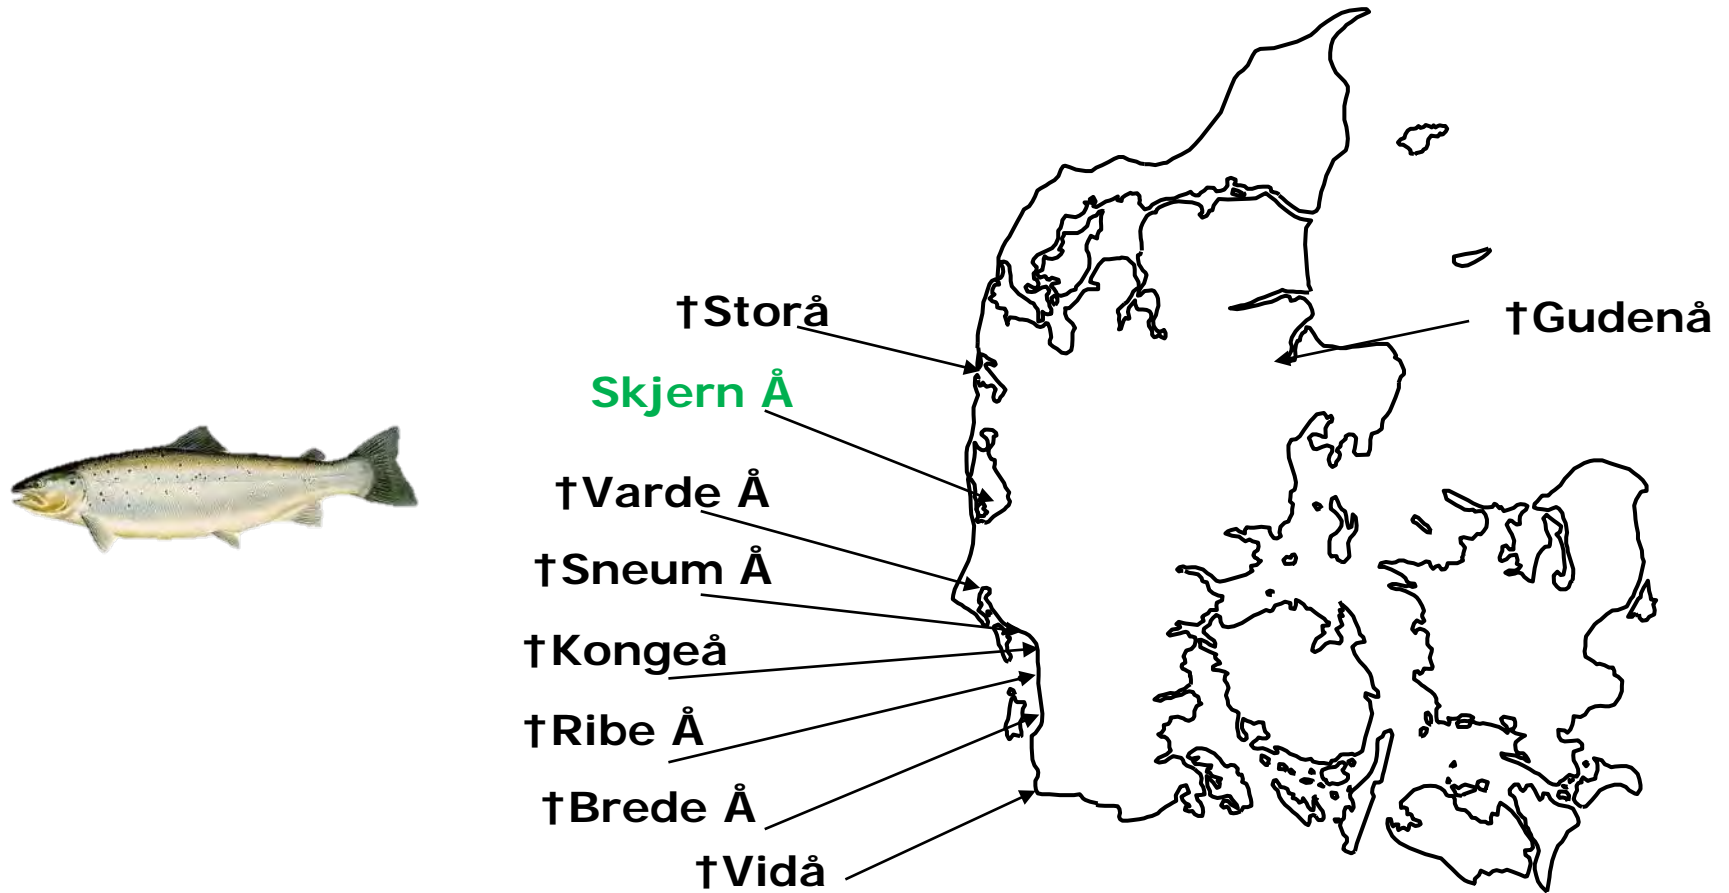 †Storå
†Gudenå
Skjern Å
†Varde Å
†Sneum Å
†Kongeå
†Ribe Å
†Brede Å
†Vidå